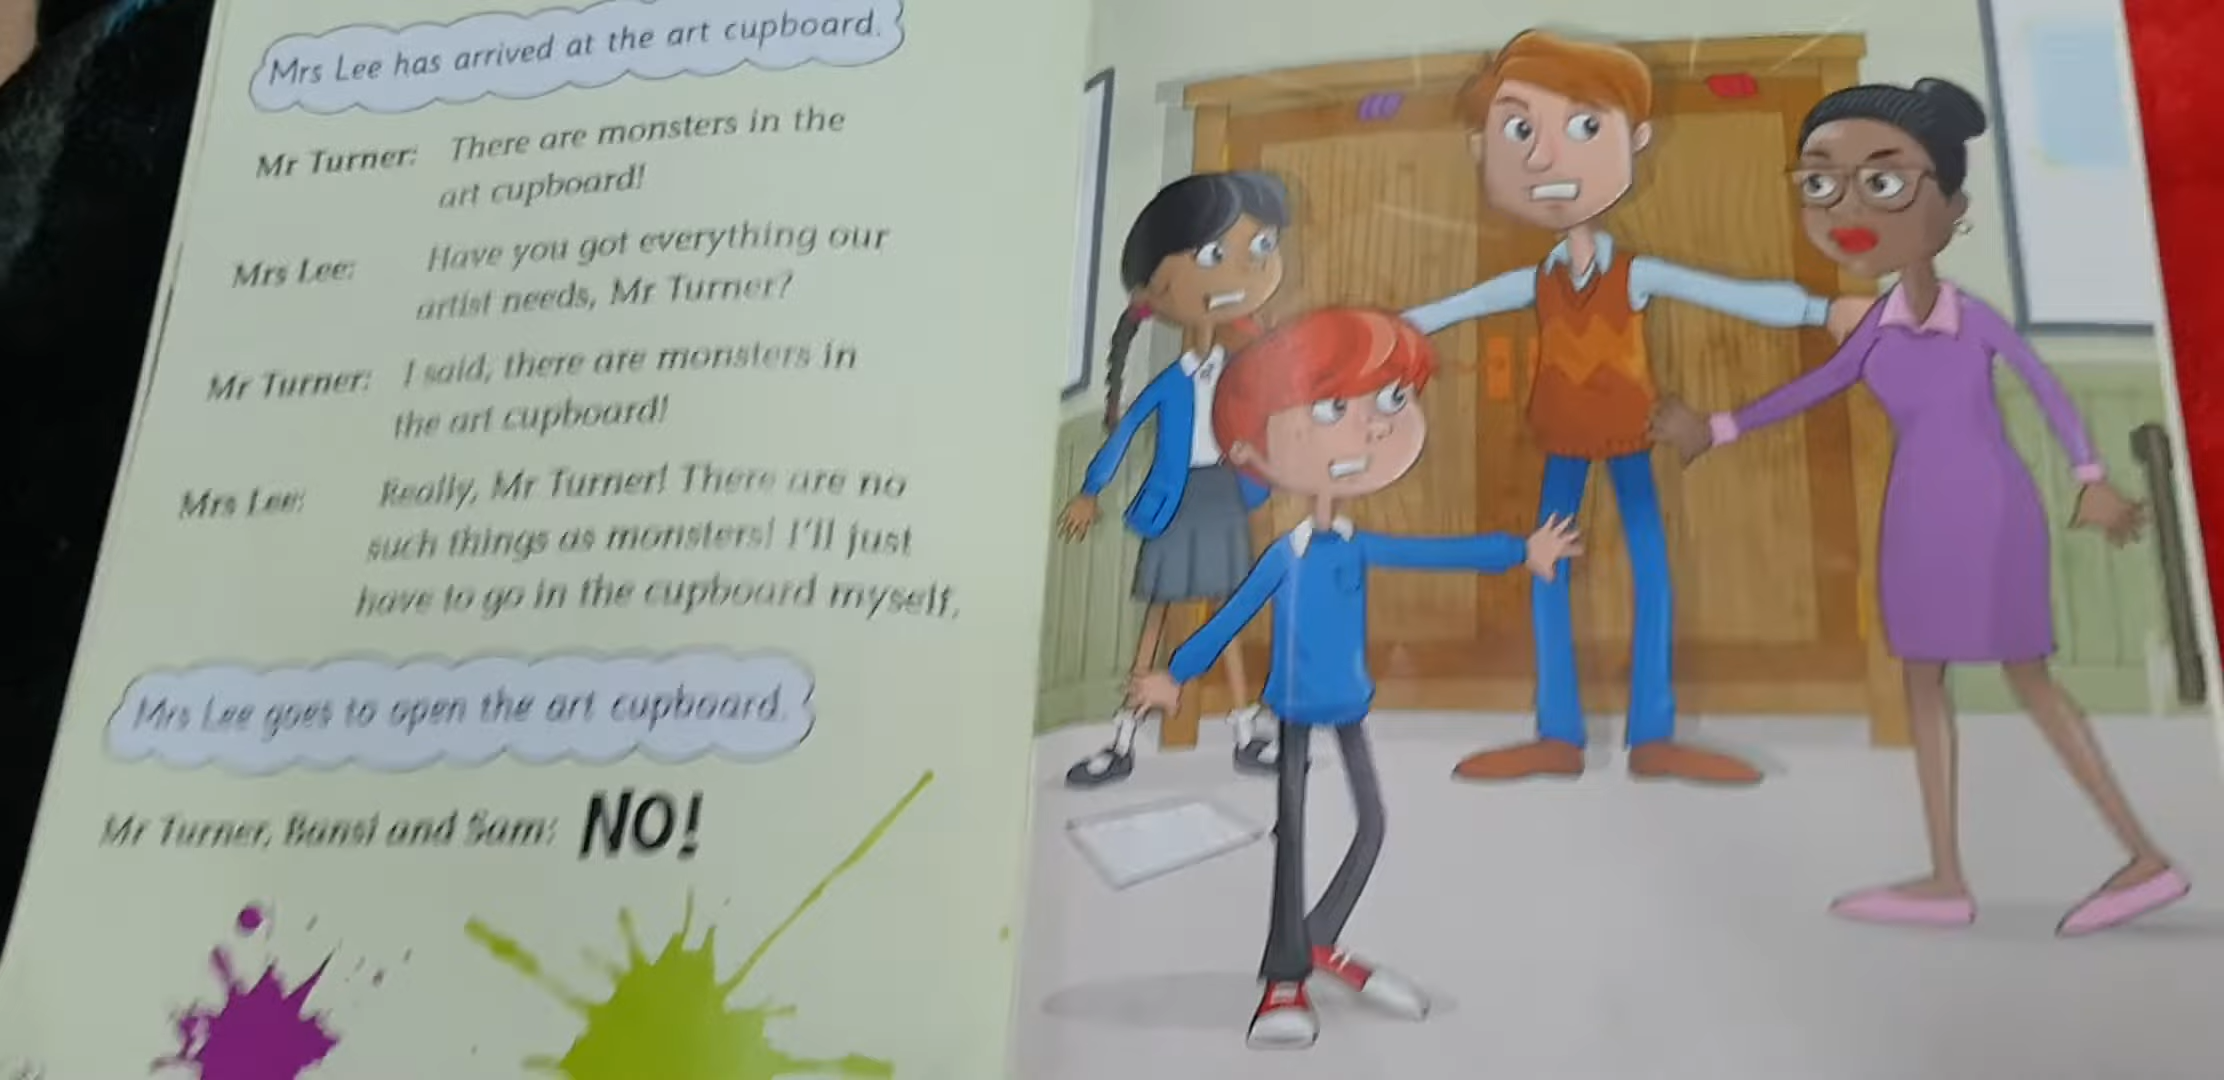 Mrs Lee has arrived at the art cupboard.
Mr Turner: There are monsters in the
art cupboard!
Mrs Lee: Have you got everything our
artist needs, Mr Turner?
Mr Turner: I said, there are monsters in
the art cupboard!
Mrs Lee: Really, Mr Turner! There are no
such things as monsters! I'll just
have to go in the cupboard myself.
Mrs Lee goes to open the art cupboard.
Mr Turner, Bansi and Sam: NO!